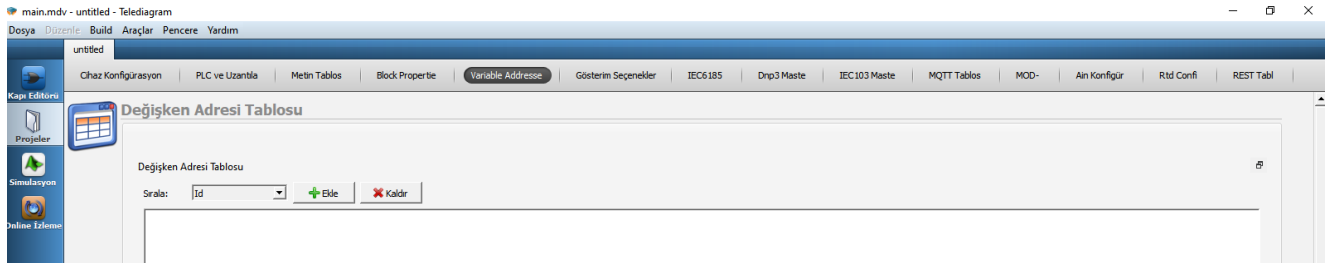 main.mdv - untitled - Telediagram
Dosya Düzenle Build Araçlar Pencere Yardım
untitled
Cihaz Konfigürasyon PLC ve Uzantıla Metin Tablos Block Propertie Variable Addresse Gösterim Seçenekler IEC6185 Dnp3 Maste IEC103 Maste MQTT Tablos MOD- Ain Konfigür Rtd Confi REST Tabl
Kapı Editörü
Projeler
Simulasyon
Online İzleme
Değişken Adresi Tablosu
Değişken Adresi Tablosu
Sırala: Id Ekle Kaldır